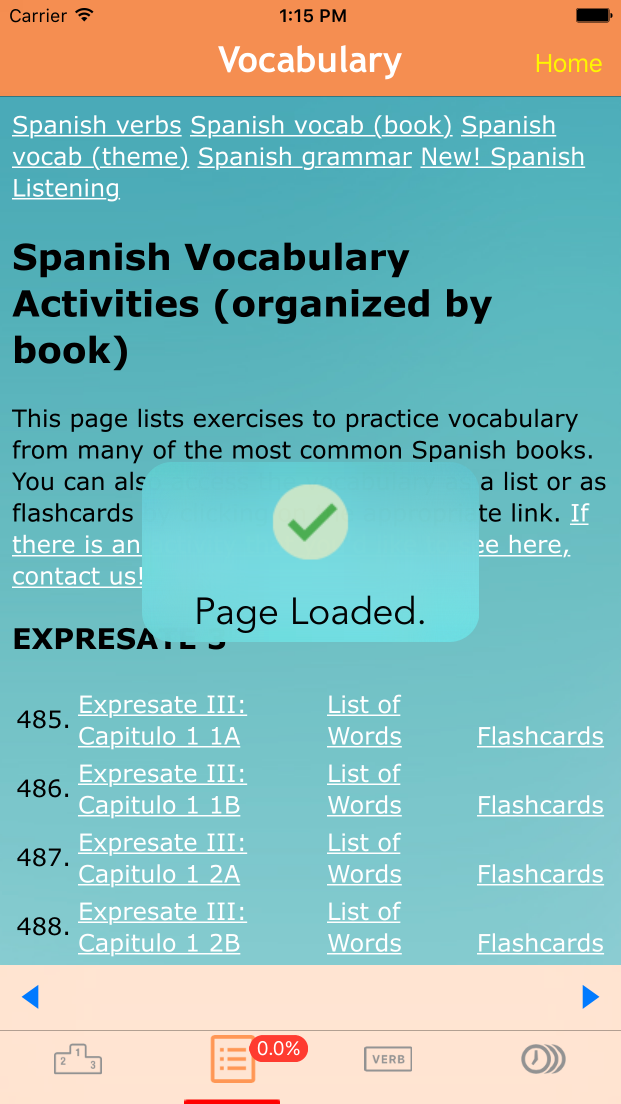 Carrier 1:15 PM
Vocabulary Home
Spanish verbs Spanish vocab (book) Spanish
vocab (theme) Spanish grammar New! Spanish
Listening
Spanish Vocabulary
Activities (organized by
book)
This page lists exercises to practice vocabulary
from many of the most common Spanish books.
You can als a list or as
flashcards te link. If
there is an ee here,
contact us!
Page Loaded.
EXPRESATE 3
485. Expresate III: Capitulo 1 1A List of Words Flashcards
486. Expresate III: Capitulo 1 1B List of Words Flashcards
487. Expresate III: Capitulo 1 2A List of Words Flashcards
488. Expresate III: Capitulo 1 2B List of Words Flashcards
2 1 3 0.0% VERB